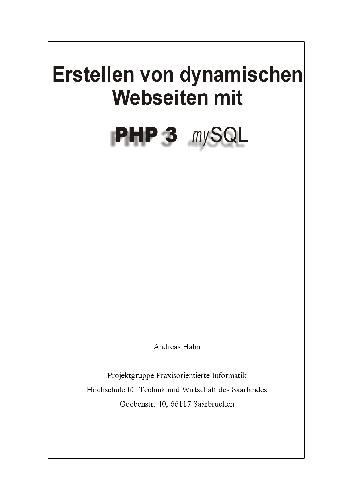 Erstellen von dynamischen
Webseiten mit
PHP 3 mySQL
Andreas Hahn
Projektgruppe Praxisorientierte Informatik
Hochschule für Technik und Wirtschaft des Saarlandes
Goebenstr. 40, 66117 Saarbrücken